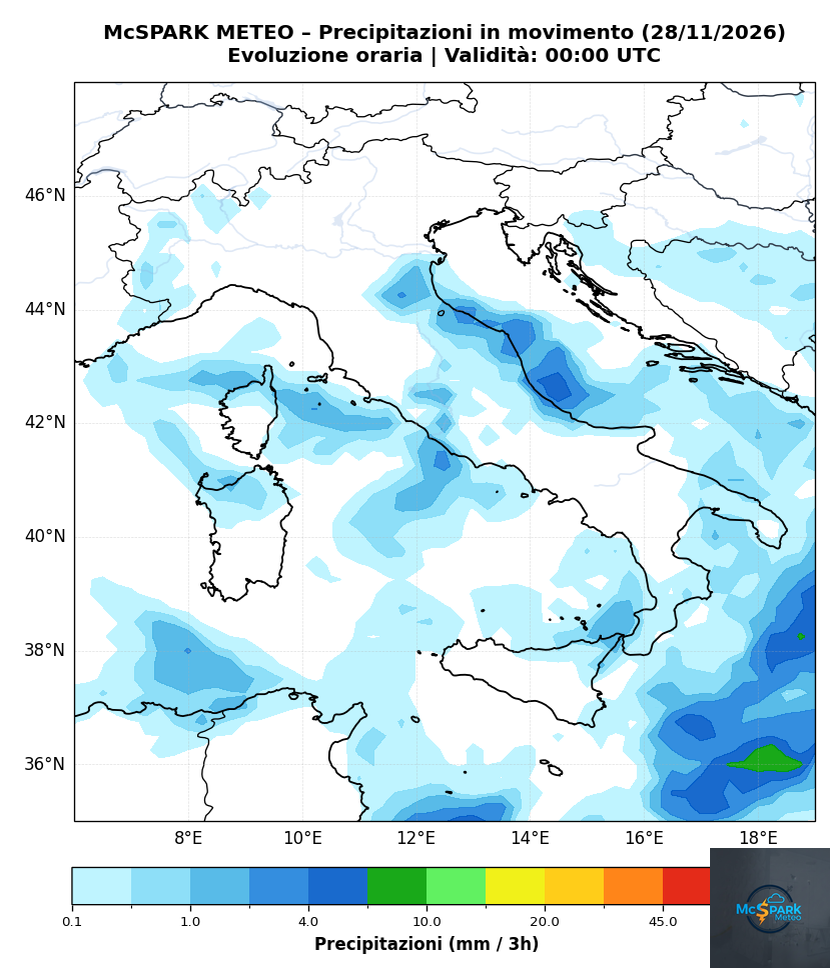 McSPARK METEO – Precipitazioni in movimento (28/11/2026)
Evoluzione oraria | Validità: 00:00 UTC
46°N
44°N
42°N
40°N
38°N
36°N
8°E 10°E 12°E 14°E 16°E 18°E
0.1 1.0 4.0 10.0 20.0 45.0
Precipitazioni (mm / 3h)
McSPARK
Meteo